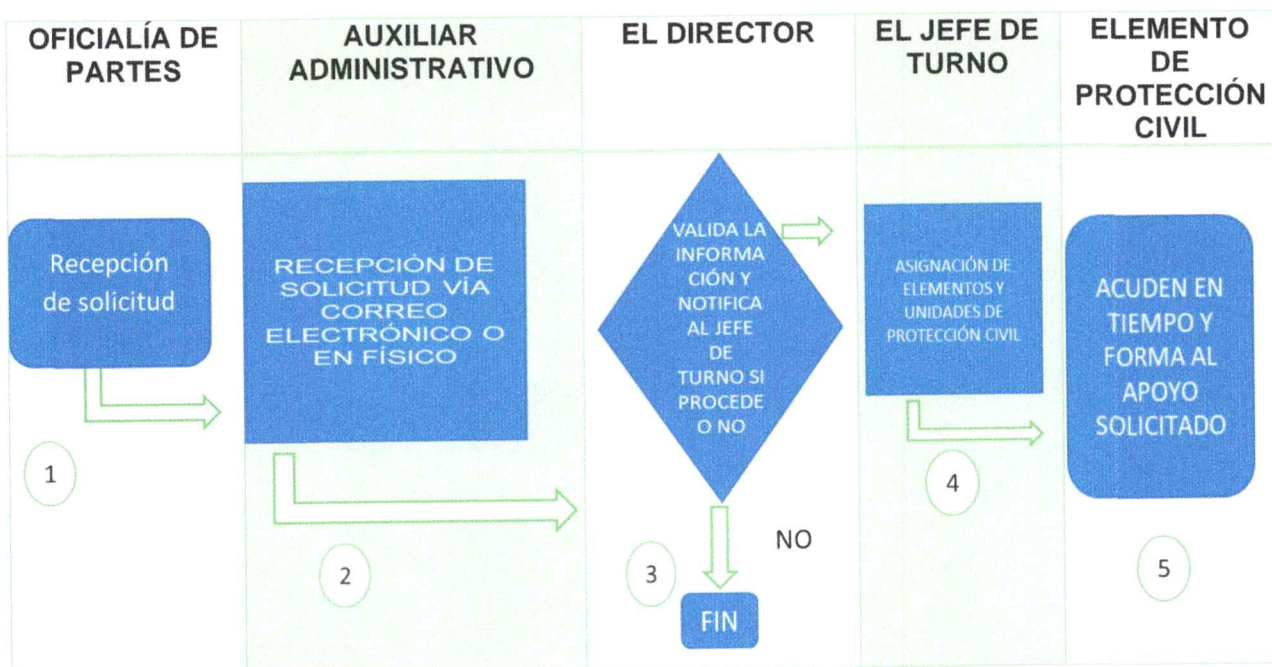 OFICIALÍA DE
PARTES
AUXILIAR
ADMINISTRATIVO
EL DIRECTOR
EL JEFE DE
TURNO
ELEMENTO
DE
PROTECCIÓN
CIVIL
Recepción
de solicitud
1
RECEPCIÓN DE
SOLICITUD VÍA
CORREO
ELECTRÓNICO O
EN FÍSICO
2
VALIDA LA
INFORMA
CIÓN Y
NOTIFICA
AL JEFE
DE
TURNO SI
PROCEDE
O NO
NO
3
FIN
ASIGNACIÓN DE
ELEMENTOS Y
UNIDADES DE
PROTECCIÓN CIVIL
4
ACUDEN EN
TIEMPO Y
FORMA AL
APOYO
SOLICITADO
5